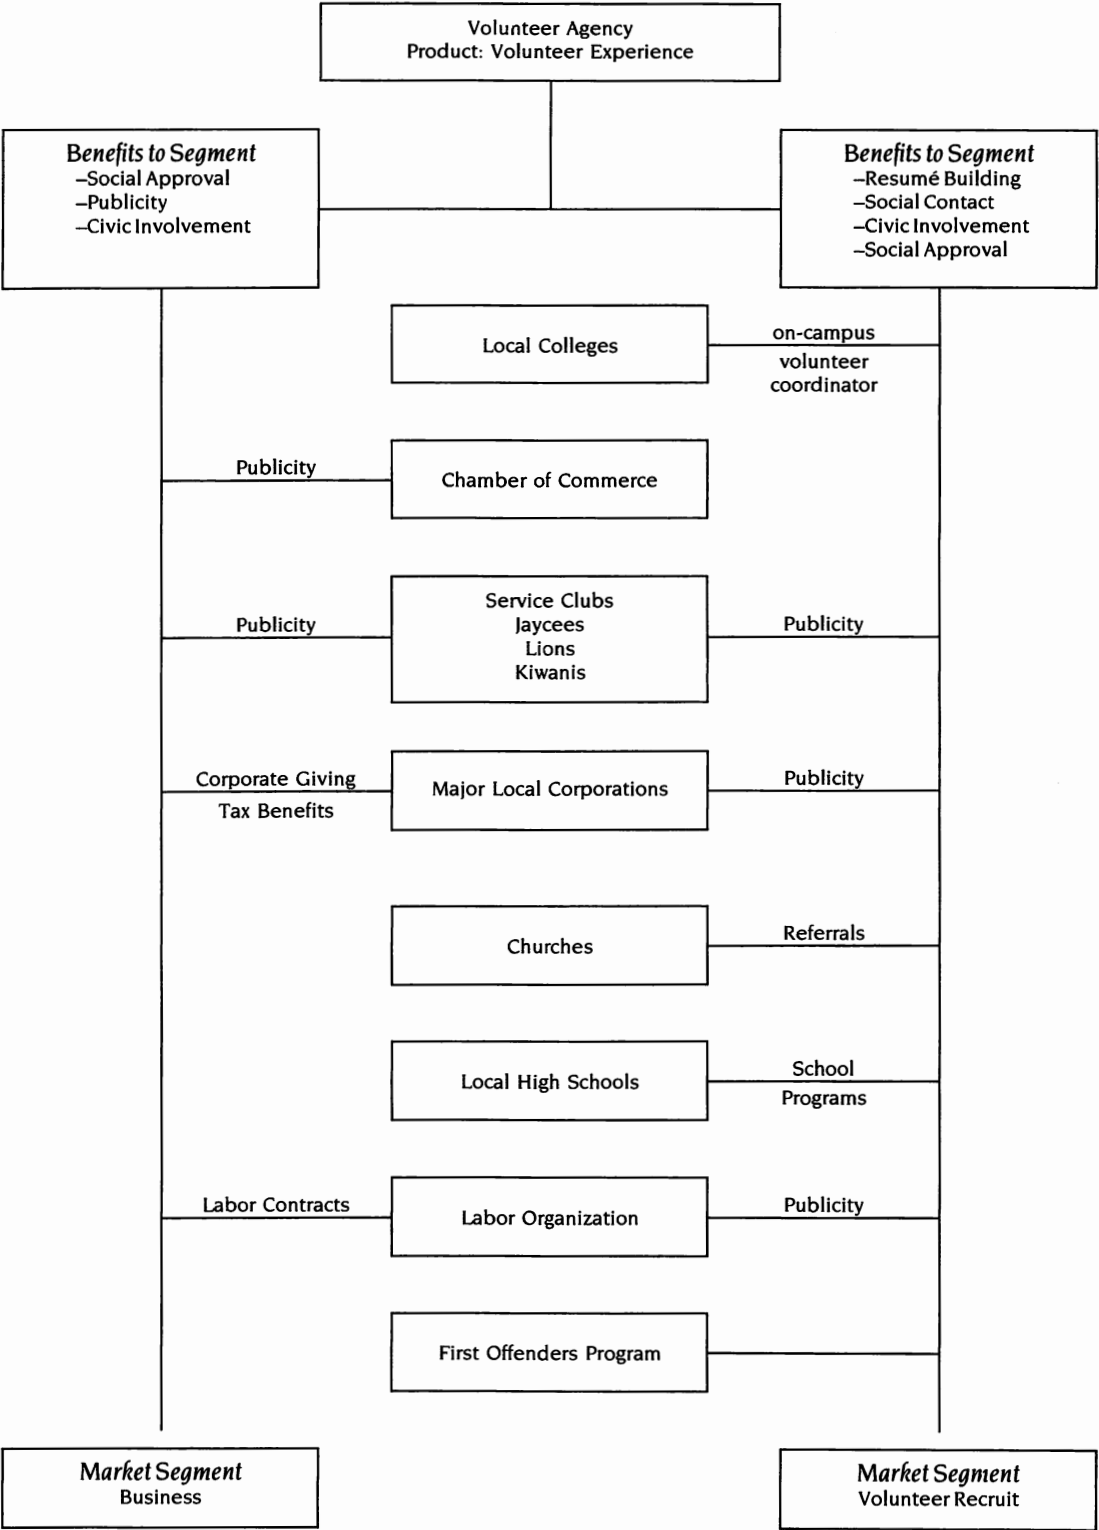 Volunteer Agency
Product: Volunteer Experience
Benefits to Segment
–Social Approval
–Publicity
–Civic Involvement
Benefits to Segment
–Resumé Building
–Social Contact
–Civic Involvement
–Social Approval
Local Colleges
on-campus
volunteer
coordinator
Publicity
Chamber of Commerce
Publicity
Service Clubs
Jaycees
Lions
Kiwanis
Publicity
Corporate Giving
Tax Benefits
Major Local Corporations
Publicity
Churches
Referrals
Local High Schools
School
Programs
Labor Contracts
Labor Organization
Publicity
First Offenders Program
Market Segment
Business
Market Segment
Volunteer Recruit